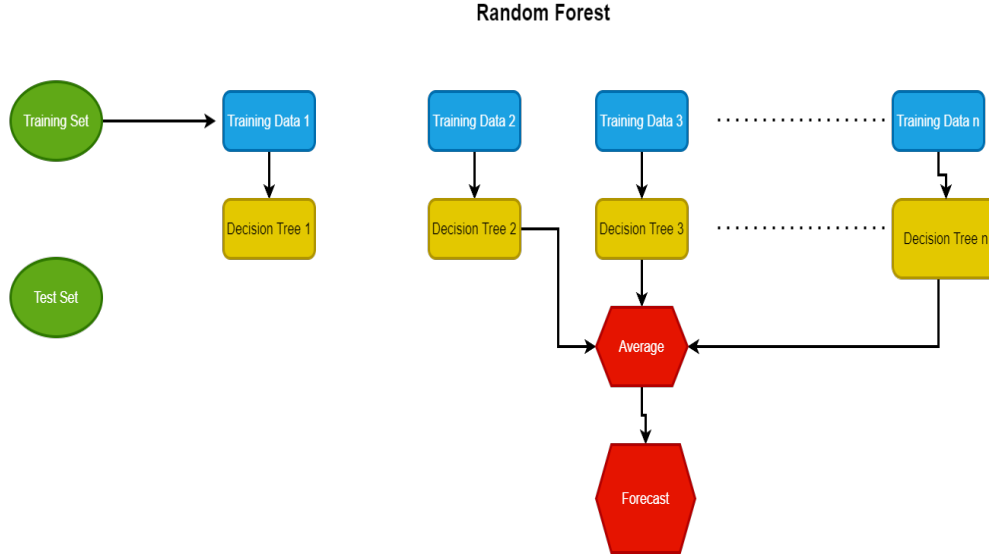 Random Forest
Training Set
Training Data 1
Training Data 2
Training Data 3
Training Data n
Decision Tree 1
Decision Tree 2
Decision Tree 3
Decision Tree n
Test Set
Average
Forecast